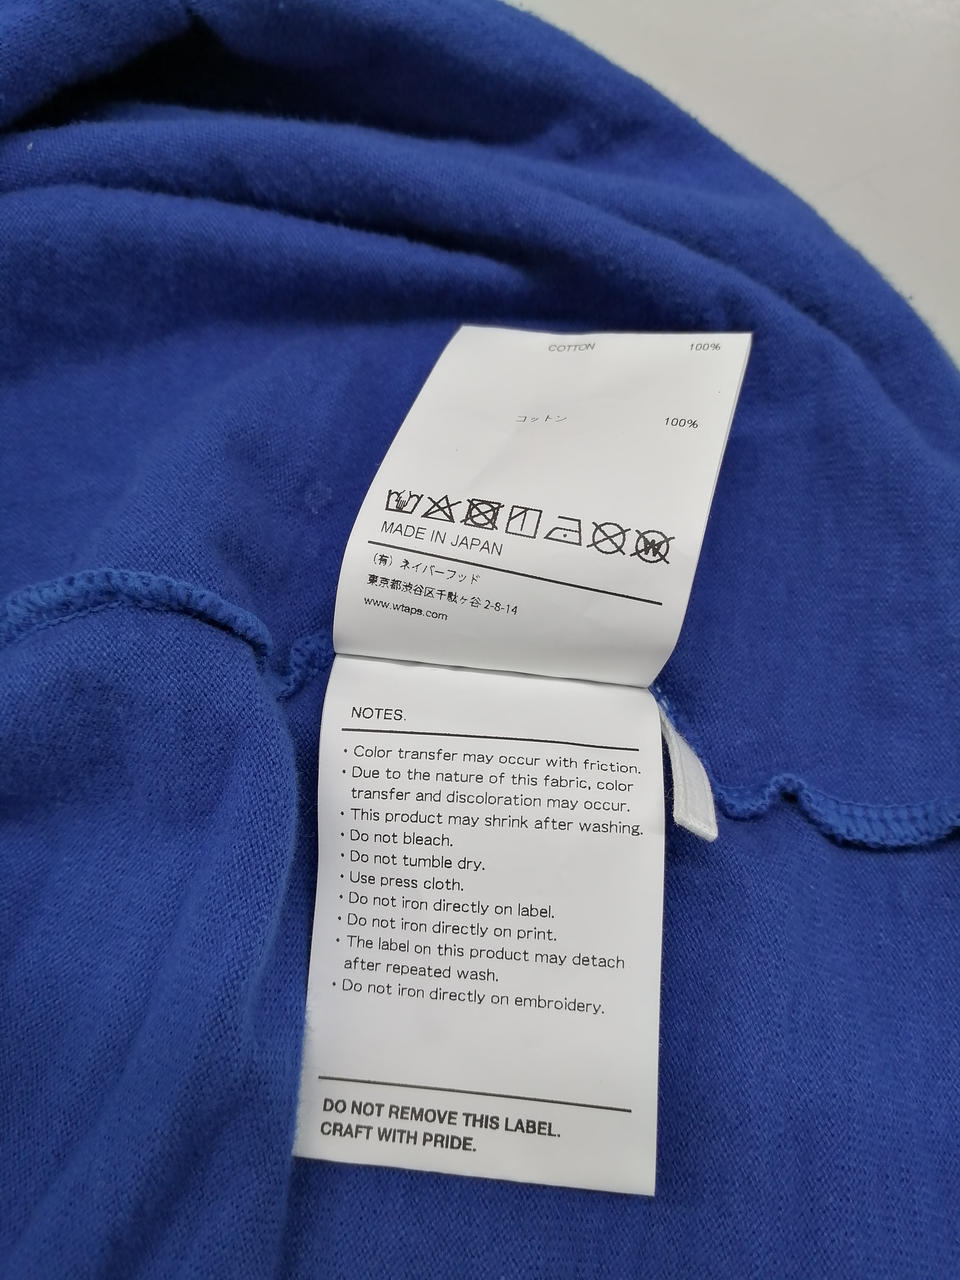 COTTON 100%
コットン 100%
MADE IN JAPAN
(有) ネイバーフッド
東京都渋谷区千駄ヶ谷 2-8-14
www.wtaps.com
NOTES.
・Color transfer may occur with friction.
・Due to the nature of this fabric, color
transfer and discoloration may occur.
・This product may shrink after washing.
・Do not bleach.
・Do not tumble dry.
・Use press cloth.
・Do not iron directly on label.
・Do not iron directly on print.
・The label on this product may detach
after repeated wash.
・Do not iron directly on embroidery.
DO NOT REMOVE THIS LABEL.
CRAFT WITH PRIDE.